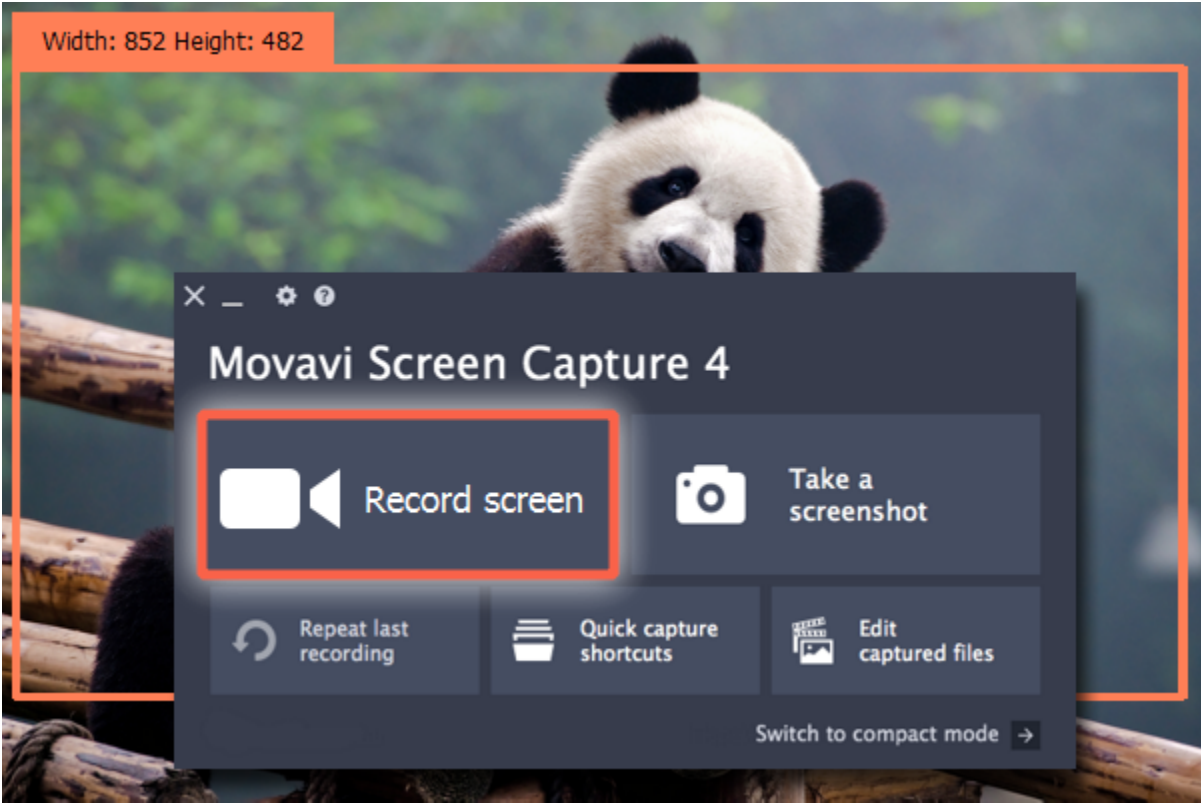 Width: 852 Height: 482
Movavi Screen Capture 4
Record screen
Take a
screenshot
Repeat last
recording
Quick capture
shortcuts
Edit
captured files
Switch to compact mode